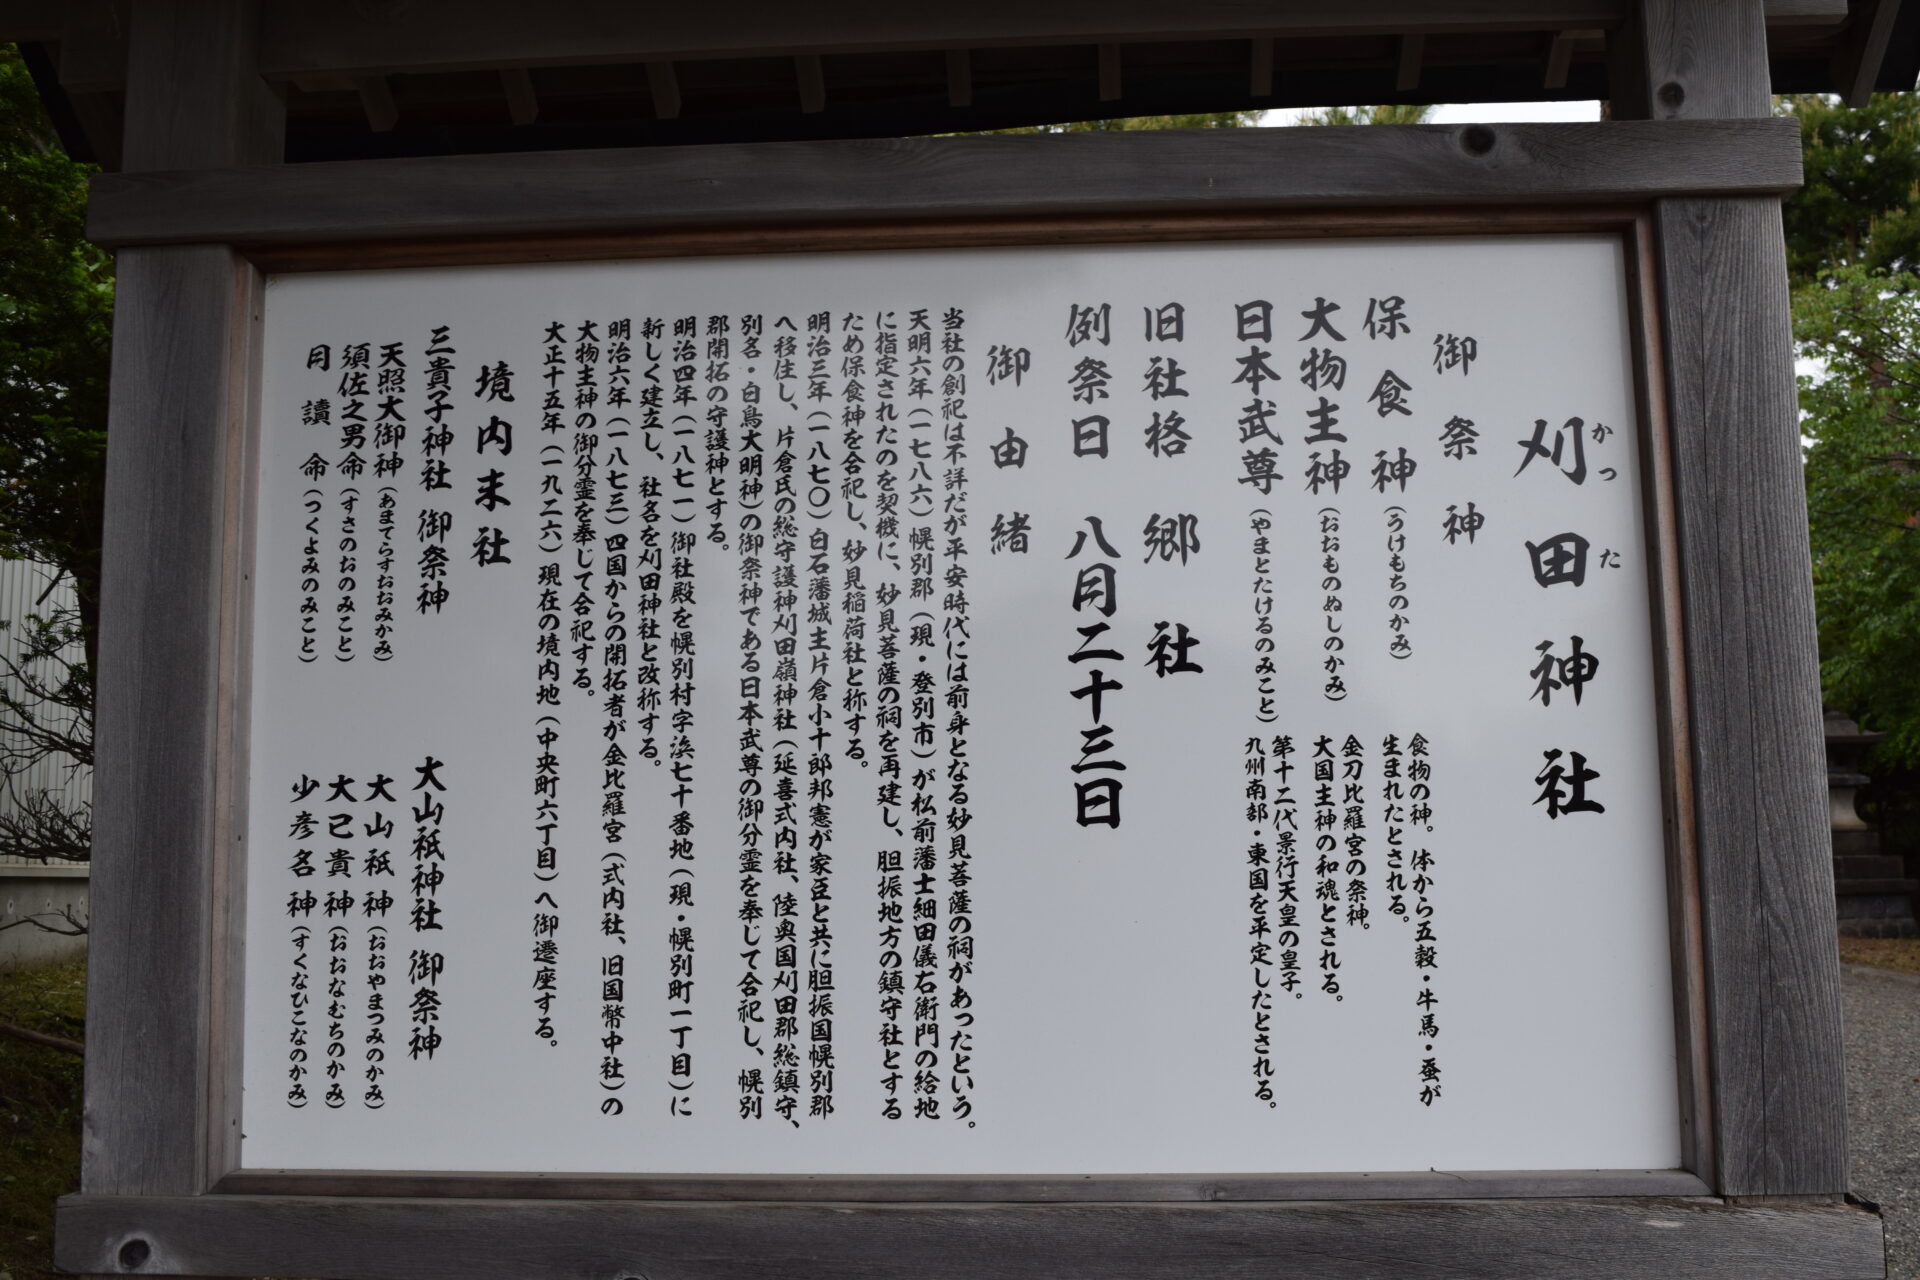 刈田神社
かっ た
御祭神
保食神（うけもちのかみ）
食物の神。体から五穀・牛馬・蚕が
生まれたとされる。
大物主神（おおものぬしのかみ）
金刀比羅宮の祭神。
大国主神の和魂とされる。
日本武尊（やまとたけるのみこと）
第十二代景行天皇の皇子。
九州南部・東国を平定したとされる。
旧社格 郷社
例祭日 八月二十三日
御由緒
当社の創祀は不詳だが平安時代には前身となる妙見菩薩の祠があったという。
天明六年（一七八六）幌別郡（現・登別市）が松前藩士細田儀右衛門の給地
に指定されたのを契機に、妙見菩薩の祠を再建し、胆振地方の鎮守社とする
ため保食神を合祀し、妙見稲荷社と称する。
明治三年（一八七〇）白石藩城主片倉小十郎邦憲が家臣と共に胆振国幌別郡
へ移住し、片倉氏の総守護神刈田嶺神社（延喜式内社、陸奥国刈田郡総鎮守、
別名・白鳥大明神）の御祭神である日本武尊の御分霊を奉じて合祀し、幌別
郡開拓の守護神とする。
明治四年（一八七一）御社殿を幌別村字浜七十番地（現・幌別町一丁目）に
新しく建立し、社名を刈田神社と改称する。
明治六年（一八七三）四国からの開拓者が金比羅宮（式内社、旧国幣中社）の
大物主神の御分霊を奉じて合祀する。
大正十五年（一九二六）現在の境内地（中央町六丁目）へ御遷座する。
境内末社
三貴子神社 御祭神
天照大御神（あまてらすおおみかみ）
須佐之男命（すさのおのみこと）
月讀命（つくよみのみこと）
大山祇神社 御祭神
大山祇神（おおやまつみのかみ）
大己貴神（おおなむちのかみ）
少彦名神（すくなひこなのかみ）